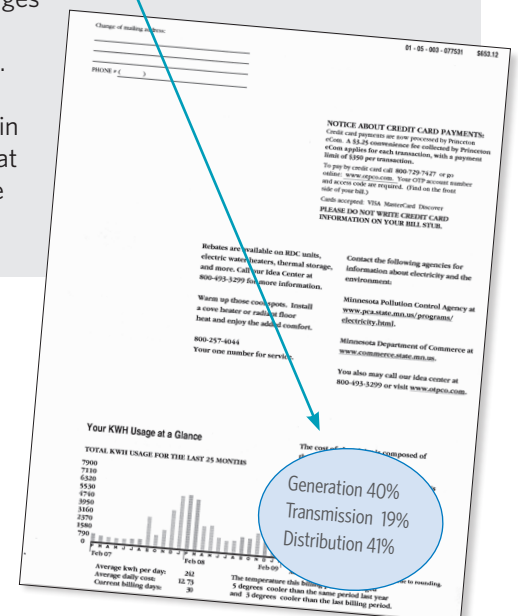 ges
.
in
at
e
Change of mailing address:
PHONE # ( )
01 - 05 - 003 - 077531 $653.12
NOTICE ABOUT CREDIT CARD PAYMENTS:
Credit card payments are now processed by Princeton
eCom. A $3.25 convenience fee collected by Princeton
eCom applies for each transaction, with a payment
limit of $350 per transaction.
To pay by credit card call 800-729-7427 or go
online: www.otpco.com. Your OTP account number
and access code are required. (Find on the front
side of your bill.)
Cards accepted: VISA MasterCard Discover
PLEASE DO NOT WRITE CREDIT CARD
INFORMATION ON YOUR BILL STUB.
Rebates are available on RDC units,
electric water heaters, thermal storage,
and more. Call our Idea Center at
800-493-3299 for more information.
Warm up those cool spots. Install
a cove heater or radiant floor
heat and enjoy the added comfort.
800-257-4044
Your one number for service.
Contact the following agencies for
information about electricity and the
environment:
Minnesota Pollution Control Agency at
www.pca.state.mn.us/programs/
electricity.html.
Minnesota Department of Commerce at
www.commerce.state.mn.us.
You also may call our idea center at
800-493-3299 or visit www.otpco.com.
Your KWH Usage at a Glance
TOTAL KWH USAGE FOR THE LAST 25 MONTHS
7900
7110
6320
5530
4740
3950
3160
2370
1580
790
0
F M A M J J A S O N D J F M A M J J A S O N D J F
Feb 07 Feb 08 Feb 09
Average kwh per day: 262
Average daily cost: 12.73
Current billing days: 30
The cost of is composed of
Generation 40%
Transmission 19%
Distribution 41%
to rounding.
The temperature this billing
5 degrees cooler than the same period last year
and 3 degrees cooler than the last billing period.